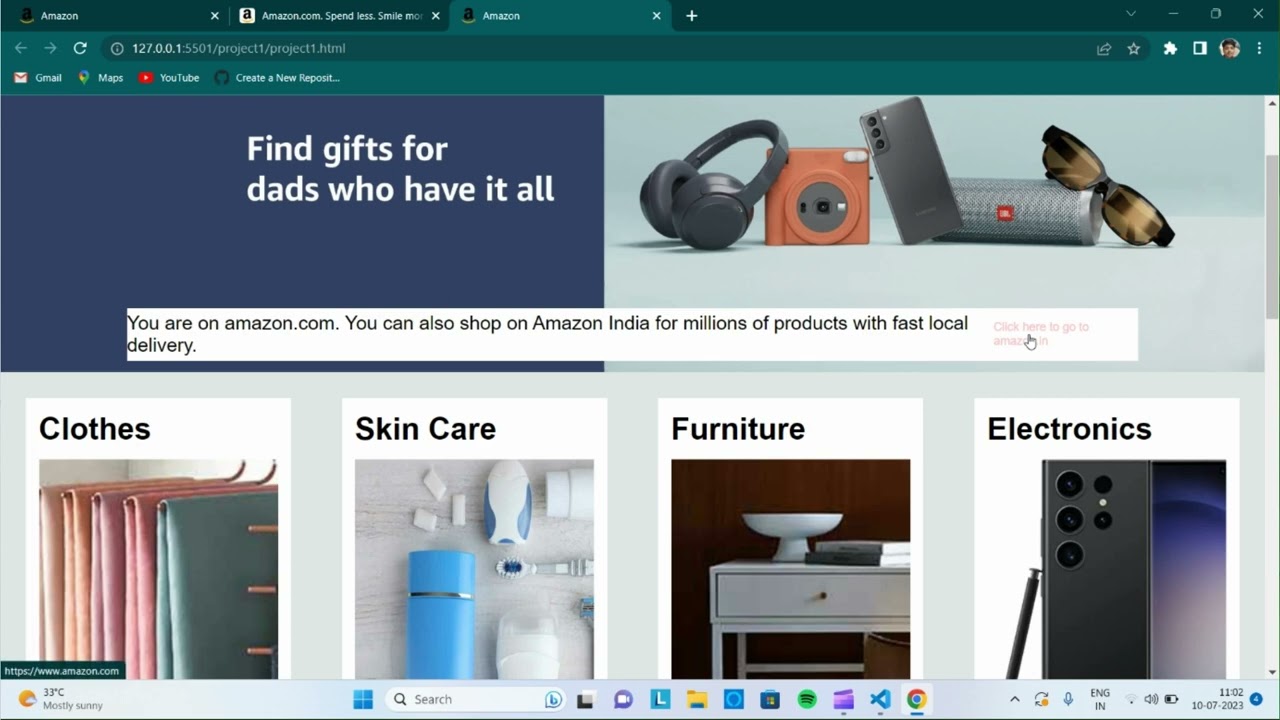 Amazon
Amazon.com. Spend less. Smile mor
Amazon
127.0.0.1:5501/project1/project1.html
Gmail
Maps
YouTube
Create a New Reposit...
Find gifts for
dads who have it all
JBL
You are on amazon.com. You can also shop on Amazon India for millions of products with fast local
delivery.
Click here to go to
amazon.in
Clothes
Skin Care
Furniture
Electronics
https://www.amazon.com
33°C
Mostly sunny
Search
ENG
IN
11:02
10-07-2023
4